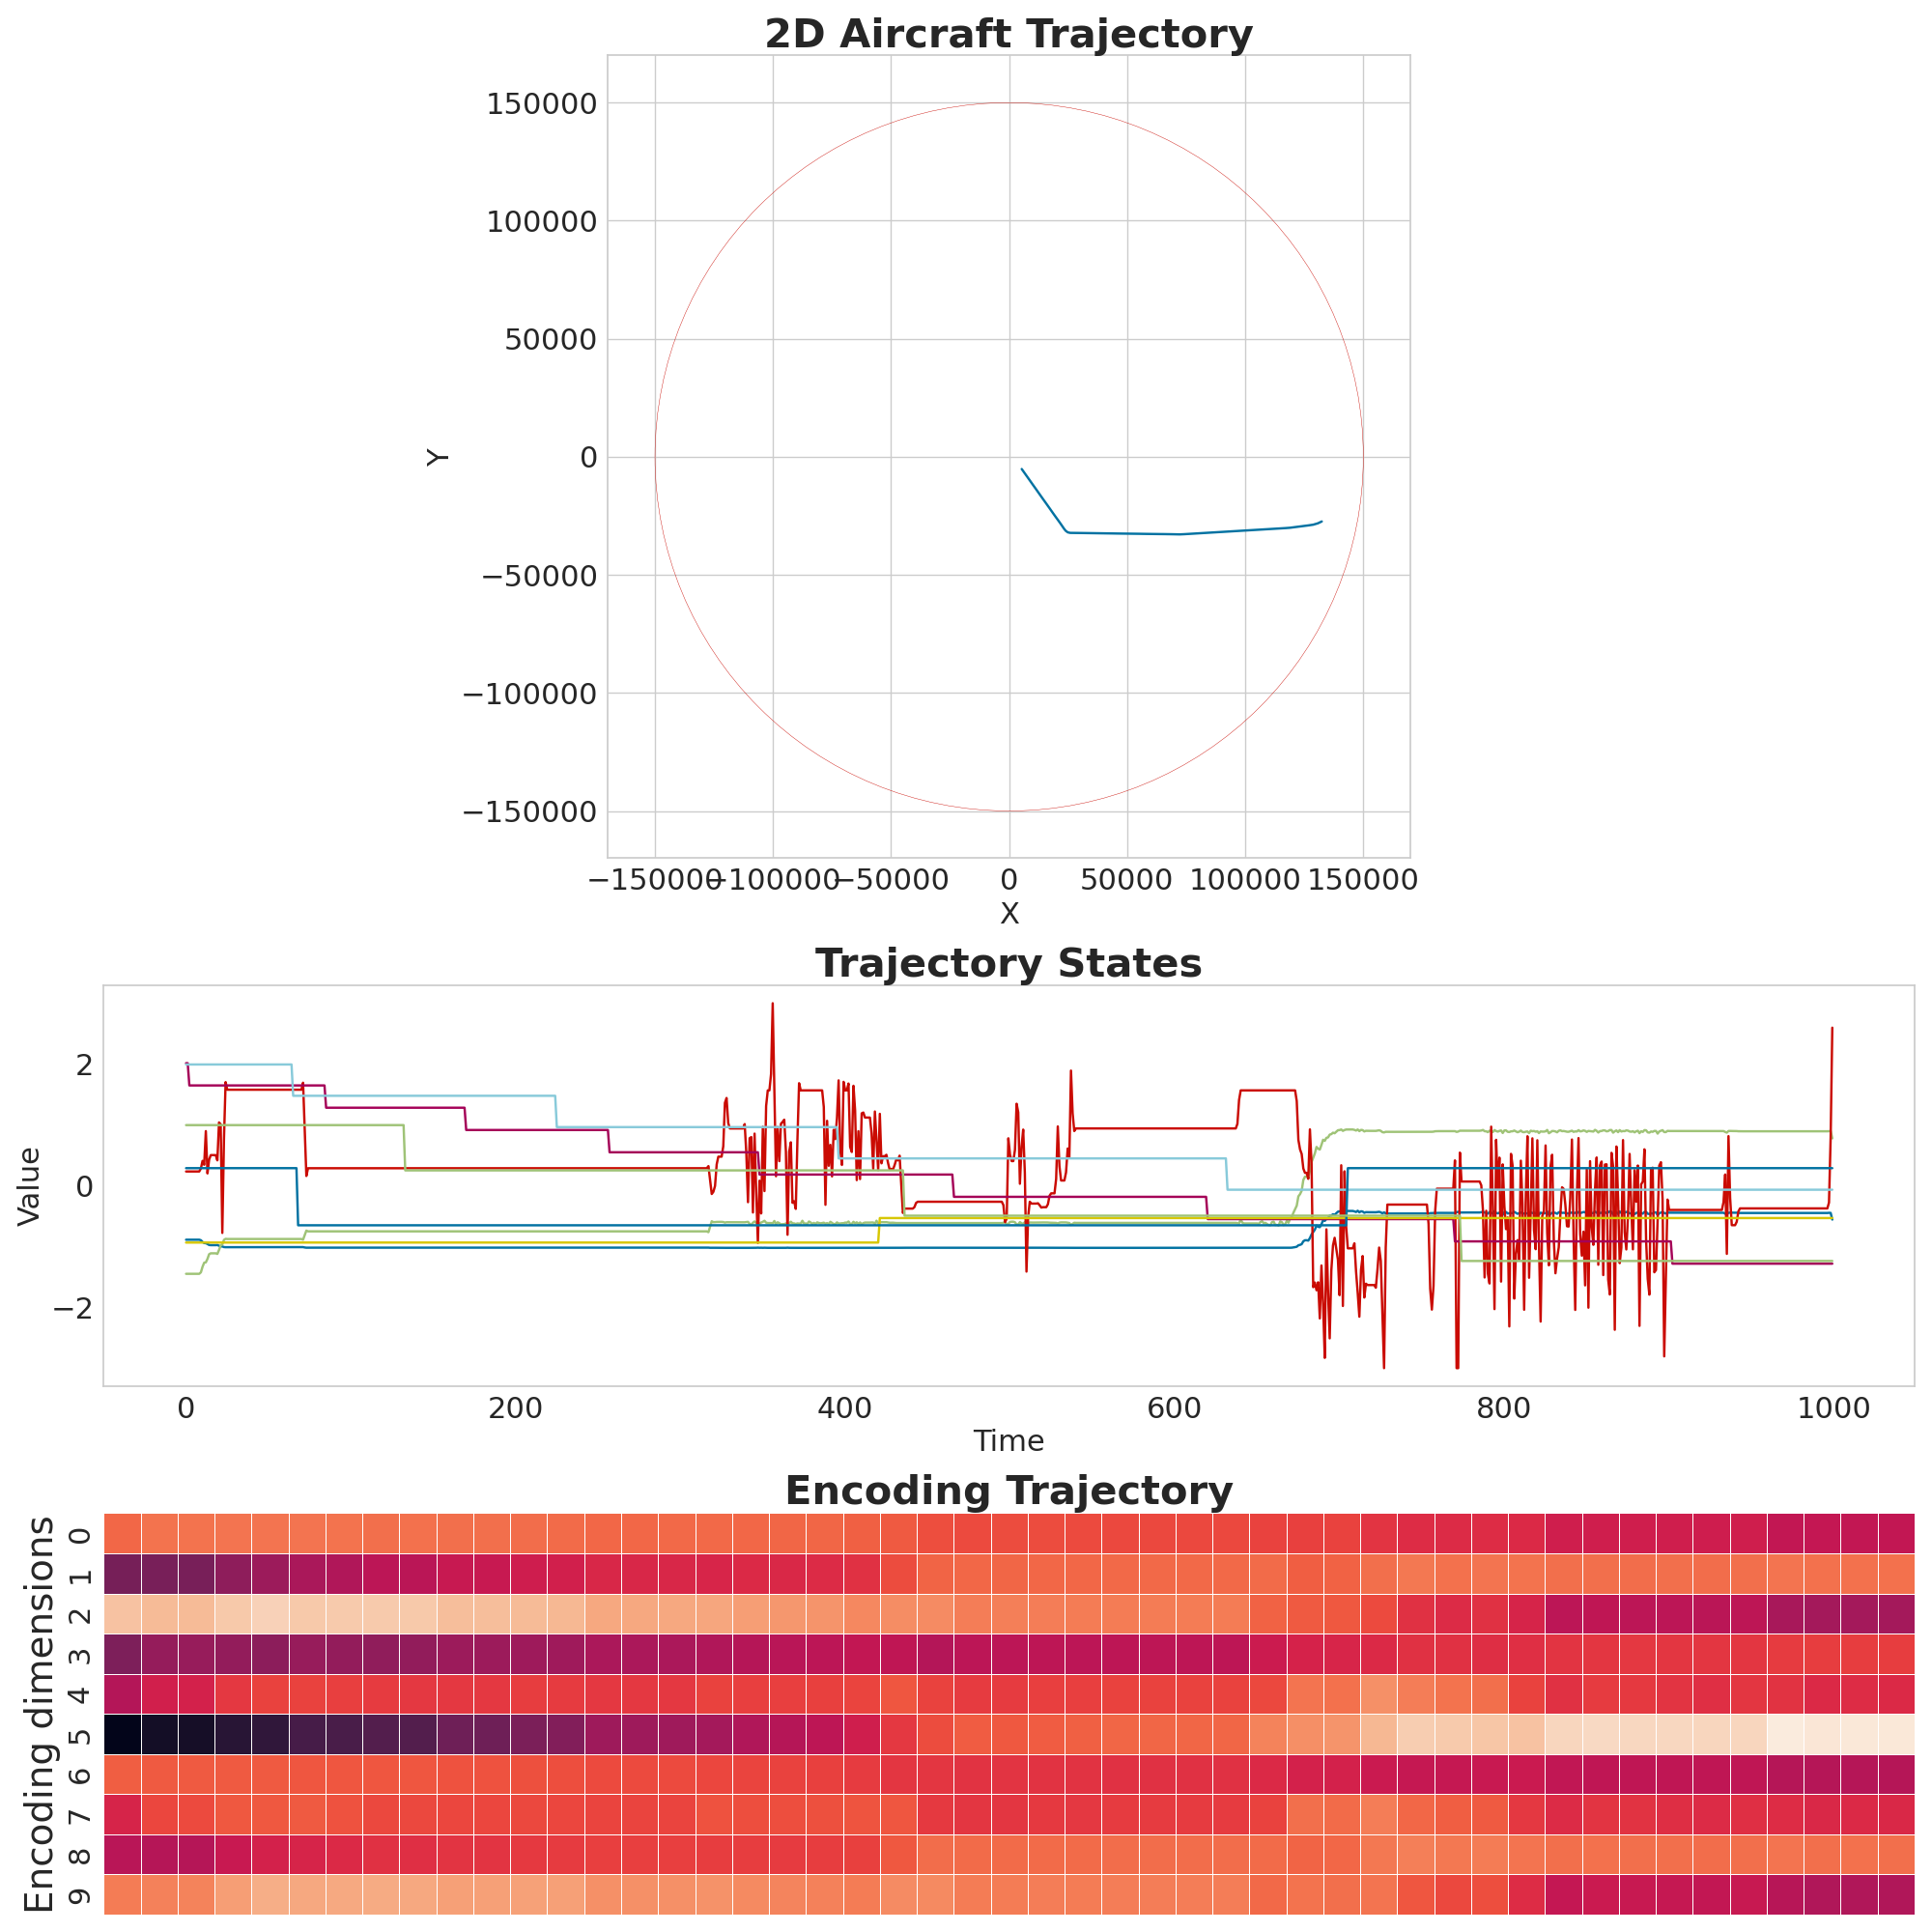 2D Aircraft Trajectory
150000
100000
50000
0
−50000
−100000
−150000
Y
−150000 −100000 −50000 0 50000 100000 150000
X
Trajectory States
2
0
−2
Value
0 200 400 600 800 1000
Time
Encoding Trajectory
Encoding dimensions
0
1
2
3
4
5
6
7
8
9